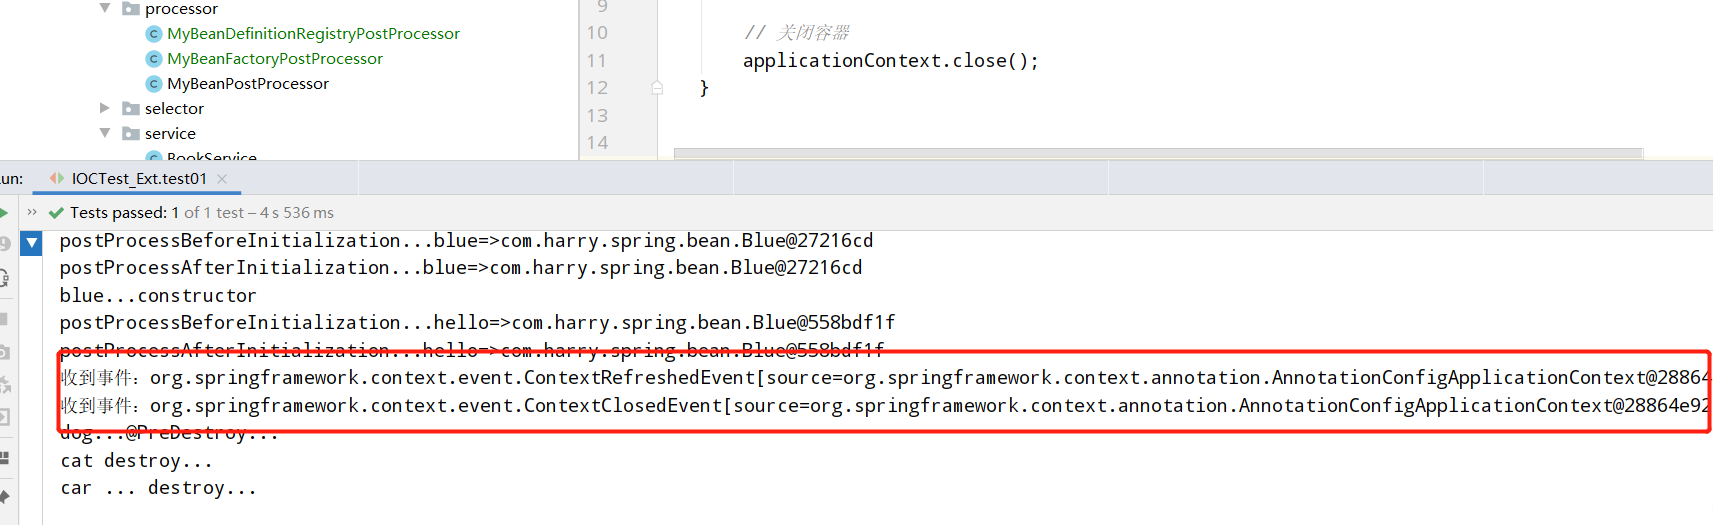 processor
MyBeanDefinitionRegistryPostProcessor
MyBeanFactoryPostProcessor
MyBeanPostProcessor
selector
service
BookService
9
10 // 关闭容器
11 applicationContext.close();
12 }
13
14
un: IOCTest_Ext.test01 ×
» Tests passed: 1 of 1 test – 4 s 536 ms
postProcessBeforeInitialization...blue=>com.harry.spring.bean.Blue@27216cd
postProcessAfterInitialization...blue=>com.harry.spring.bean.Blue@27216cd
blue...constructor
postProcessBeforeInitialization...hello=>com.harry.spring.bean.Blue@558bdf1f
postProcessAfterInitialization...hello=>com.harry.spring.bean.Blue@558bdf1f
收到事件：org.springframework.context.event.ContextRefreshedEvent[source=org.springframework.context.annotation.AnnotationConfigApplicationContext@28864
收到事件：org.springframework.context.event.ContextClosedEvent[source=org.springframework.context.annotation.AnnotationConfigApplicationContext@28864e92
dog...@PreDestroy...
cat destroy...
car ... destroy...